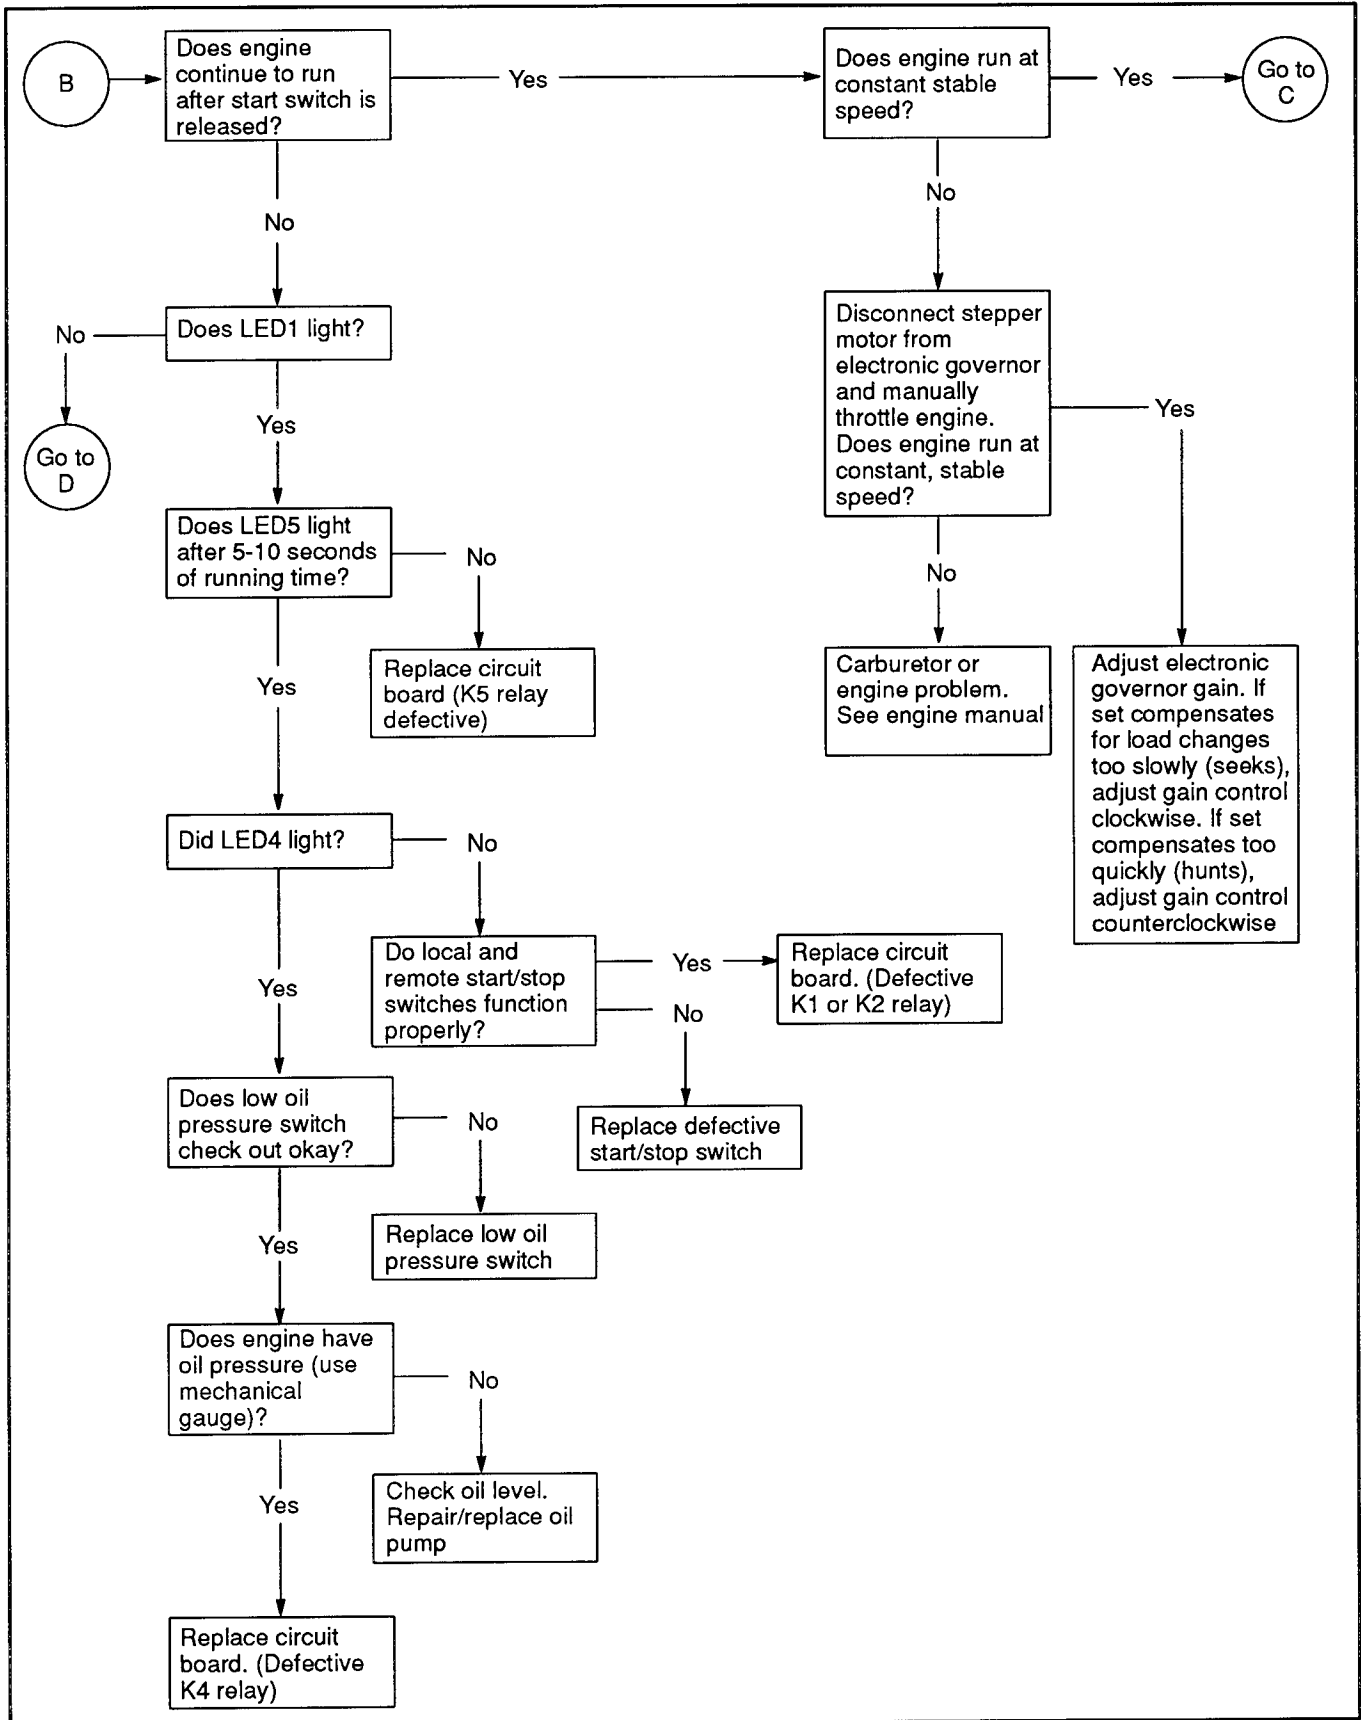 B
Does engine
continue to run
after start switch is
released?
Yes
Does engine run at
constant stable
speed?
Yes
Go to
C
No
No
Does LED1 light?
No
Go to
D
Yes
Disconnect stepper
motor from
electronic governor
and manually
throttle engine.
Does engine run at
constant, stable
speed?
Yes
Does LED5 light
after 5-10 seconds
of running time?
No
No
Replace circuit
board (K5 relay
defective)
Yes
Carburetor or
engine problem.
See engine manual
Adjust electronic
governor gain. If
set compensates
for load changes
too slowly (seeks),
adjust gain control
clockwise. If set
compensates too
quickly (hunts),
adjust gain control
counterclockwise
Did LED4 light?
No
Do local and
remote start/stop
switches function
properly?
Yes
Replace circuit
board. (Defective
K1 or K2 relay)
No
Replace defective
start/stop switch
Yes
Does low oil
pressure switch
check out okay?
No
Replace low oil
pressure switch
Yes
Does engine have
oil pressure (use
mechanical
gauge)?
No
Check oil level.
Repair/replace oil
pump
Yes
Replace circuit
board. (Defective
K4 relay)